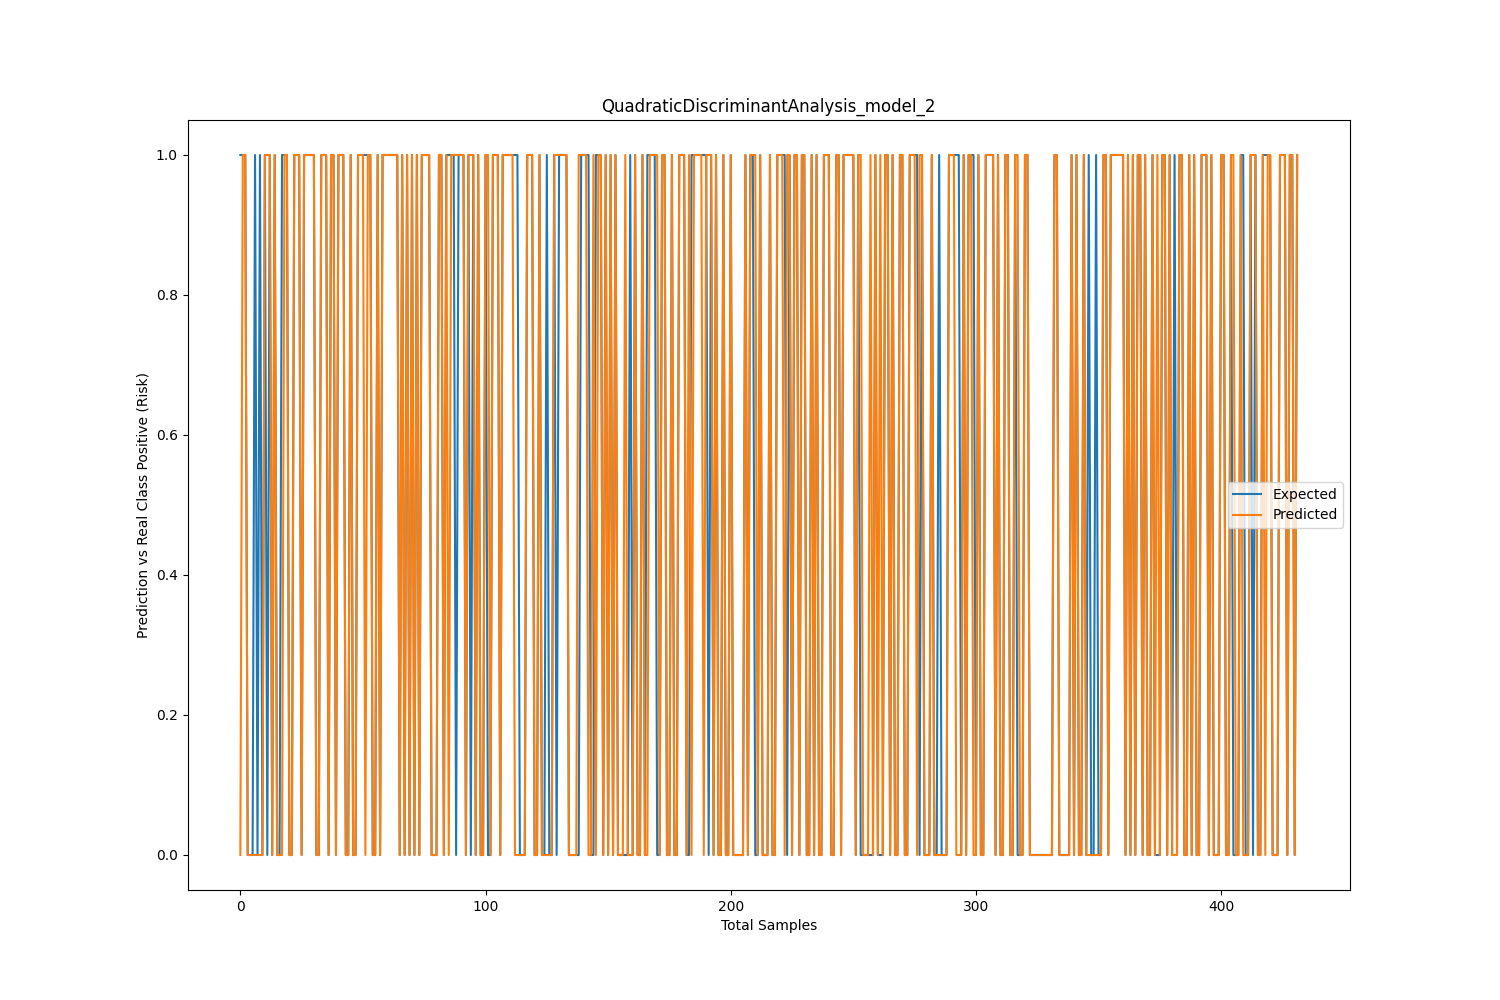 QuadraticDiscriminantAnalysis_model_2
Prediction vs Real Class Positive (Risk)
1.0
0.8
0.6
0.4
0.2
0.0
Expected
Predicted
0 100 200 300 400
Total Samples